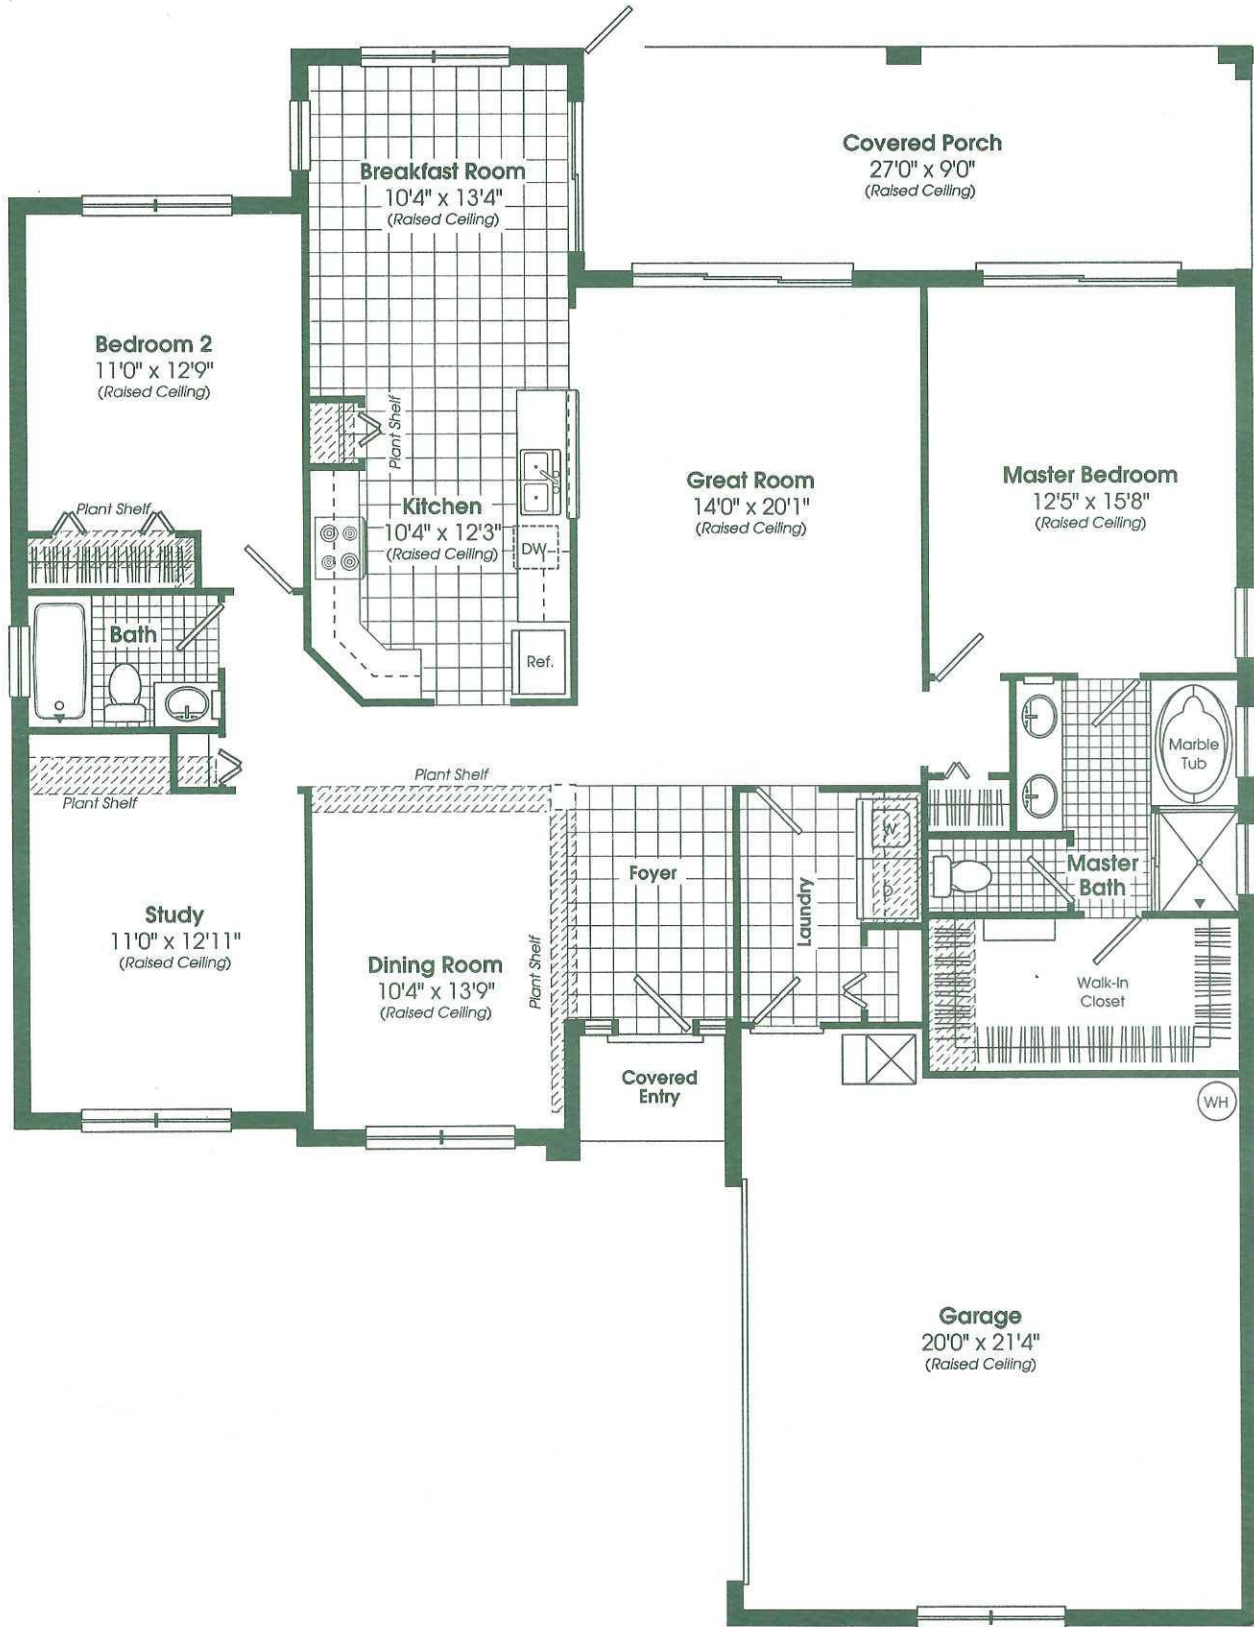 Covered Porch
27'0" x 9'0"
(Raised Ceiling)
Breakfast Room
10'4" x 13'4"
(Raised Ceiling)
Bedroom 2
11'0" x 12'9"
(Raised Ceiling)
Plant Shelf
Plant Shelf
Kitchen
10'4" x 12'3"
(Raised Ceiling)
DW
Ref.
Great Room
14'0" x 20'1"
(Raised Ceiling)
Master Bedroom
12'5" x 15'8"
(Raised Ceiling)
Bath
Marble
Tub
Plant Shelf
Plant Shelf
W
D
Foyer
Laundry
Master
Bath
Study
11'0" x 12'11"
(Raised Ceiling)
Dining Room
10'4" x 13'9"
(Raised Ceiling)
Plant Shelf
Walk-In
Closet
Covered
Entry
WH
Garage
20'0" x 21'4"
(Raised Ceiling)